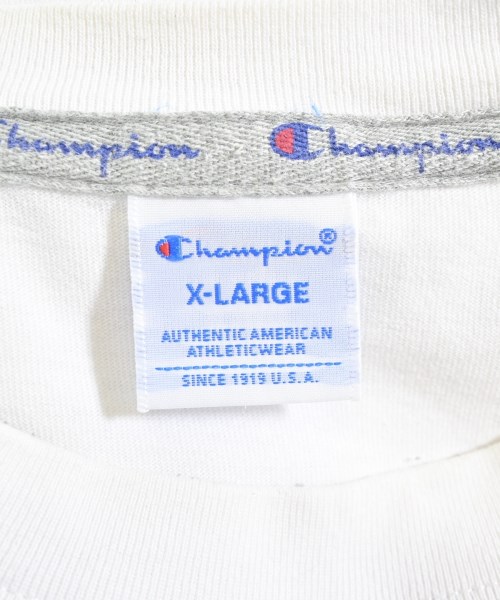 Champion Champion
Champion®
X-LARGE
AUTHENTIC AMERICAN
ATHLETICWEAR
SINCE 1919 U.S.A.